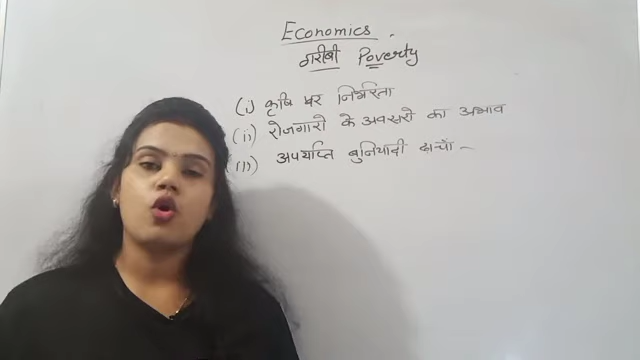 Economics.
गरीबी Poverty
(i) कृषि पर निर्भरता
(ii) रोजगारो के अवसरो का अभाव
(iii) अपर्याप्त बुनियादी ढाचाँ -